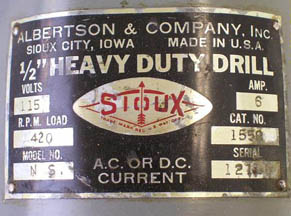 ALBERTSON & COMPANY, INC.
SIOUX CITY, IOWA MADE IN U.S.A.
1/2" HEAVY DUTY DRILL
VOLTS AMP.
115 6
SIOUX
R.P.M. LOAD CAT. NO.
420
MODEL NO. SERIAL
N S.
A.C. OR D.C.
CURRENT